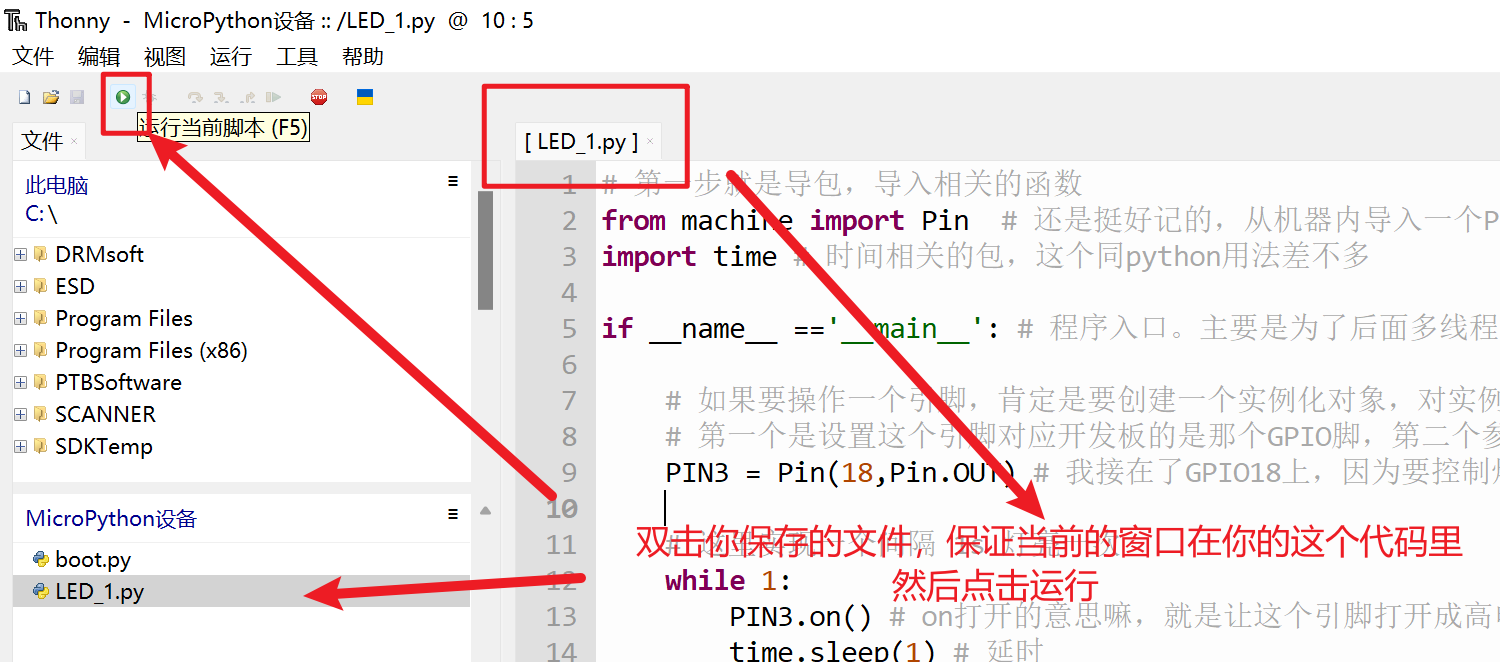 Thonny - MicroPython设备 :: /LED_1.py @ 10 : 5
文件 编辑 视图 运行 工具 帮助
STOP
运行当前脚本 (F5)
文件 ×
[ LED_1.py ] ×
此电脑
C:\
DRMsoft
ESD
Program Files
Program Files (x86)
PTBSoftware
SCANNER
SDKTemp
MicroPython设备
boot.py
LED_1.py
1 # 第一步就是导包，导入相关的函数
2 from machine import Pin # 还是挺好记的，从机器内导入一个P
3 import time # 时间相关的包，这个同python用法差不多
4
5 if __name__ =='__main__': # 程序入口。主要是为了后面多线程
6
7 # 如果要操作一个引脚，肯定是要创建一个实例化对象，对实例
8 # 第一个是设置这个引脚对应开发板的是那个GPIO脚，第二个参
9 PIN3 = Pin(18,Pin.OUT) # 我接在了GPIO18上，因为要控制灯
10
11 #
双击你保存的文件，保证当前的窗口在你的这个代码里
12 while 1:
然后点击运行
13 PIN3.on() # on打开的意思嘛，就是让这个引脚打开成高电
14 time.sleep(1) # 延时